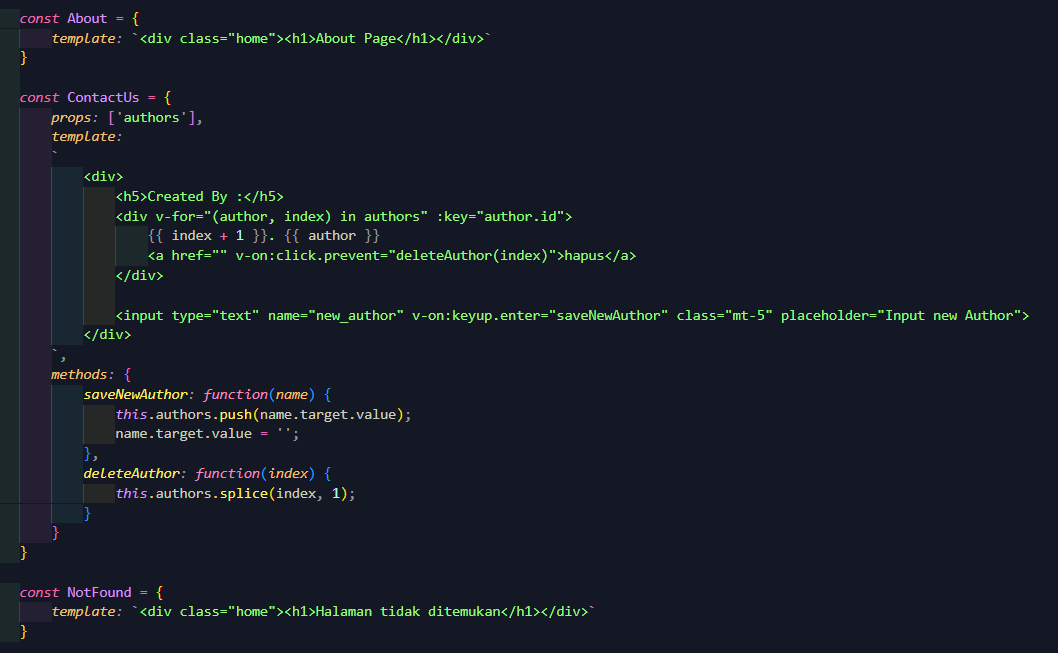 const About = {
    template: `<div class="home"><h1>About Page</h1></div>`
}

const ContactUs = {
    props: ['authors'],
    template:
    `
        <div>
            <h5>Created By :</h5>
            <div v-for="(author, index) in authors" :key="author.id">
                {{ index + 1 }}. {{ author }}
                <a href="" v-on:click.prevent="deleteAuthor(index)">hapus</a>
            </div>

            <input type="text" name="new_author" v-on:keyup.enter="saveNewAuthor" class="mt-5" placeholder="Input new Author">
        </div>
    `,
    methods: {
        saveNewAuthor: function(name) {
            this.authors.push(name.target.value);
            name.target.value = '';
        },
        deleteAuthor: function(index) {
            this.authors.splice(index, 1);
        }
    }
}

const NotFound = {
    template: `<div class="home"><h1>Halaman tidak ditemukan</h1></div>`
}